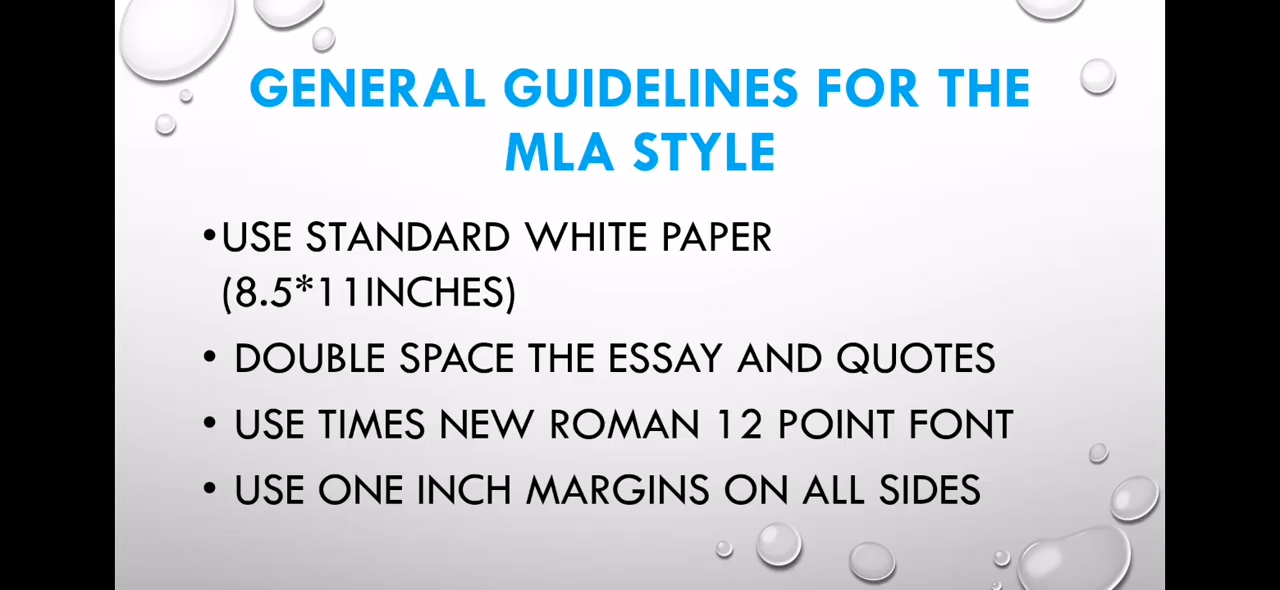 GENERAL GUIDELINES FOR THE
MLA STYLE
•USE STANDARD WHITE PAPER
(8.5*11INCHES)
• DOUBLE SPACE THE ESSAY AND QUOTES
• USE TIMES NEW ROMAN 12 POINT FONT
• USE ONE INCH MARGINS ON ALL SIDES